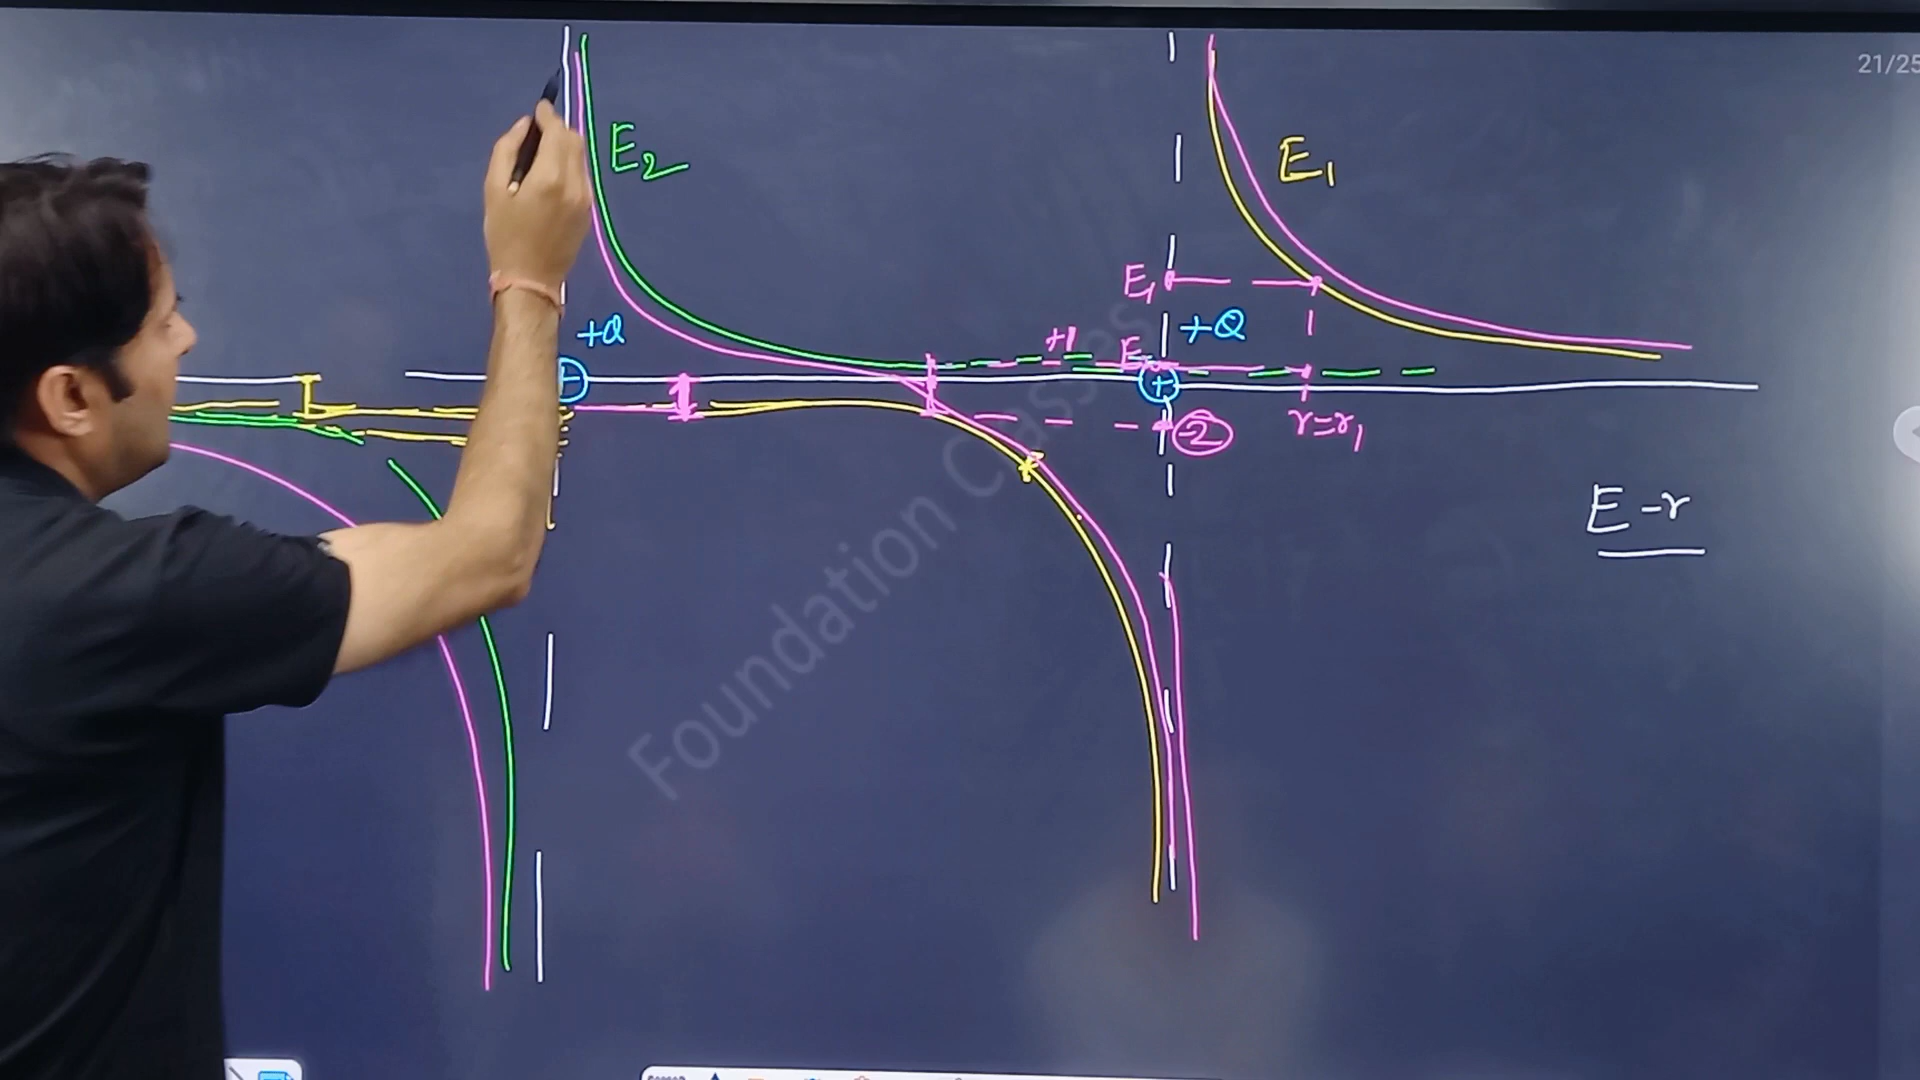 21/25
E₂
E₁
E₁
+Q
+1
+Q
-2
r=r₁
E-r
Foundation Classes